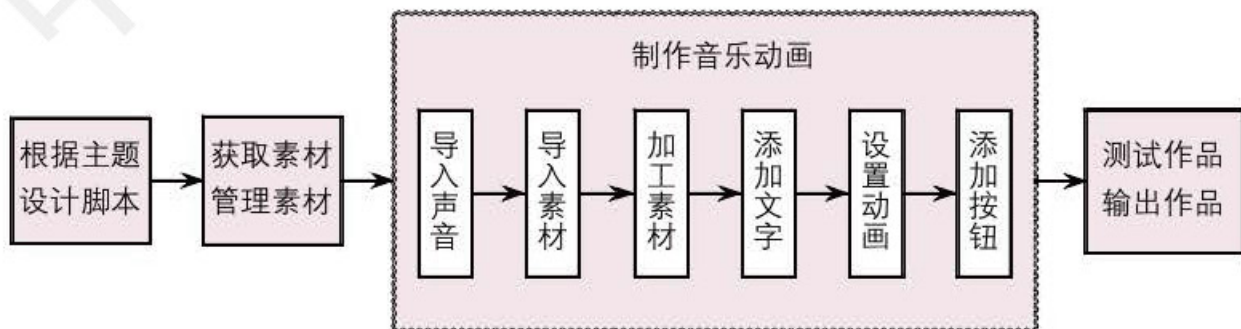 制作音乐动画
根据主题
设计脚本
获取素材
管理素材
导入声音
导入素材
加工素材
添加文字
设置动画
添加按钮
测试作品
输出作品